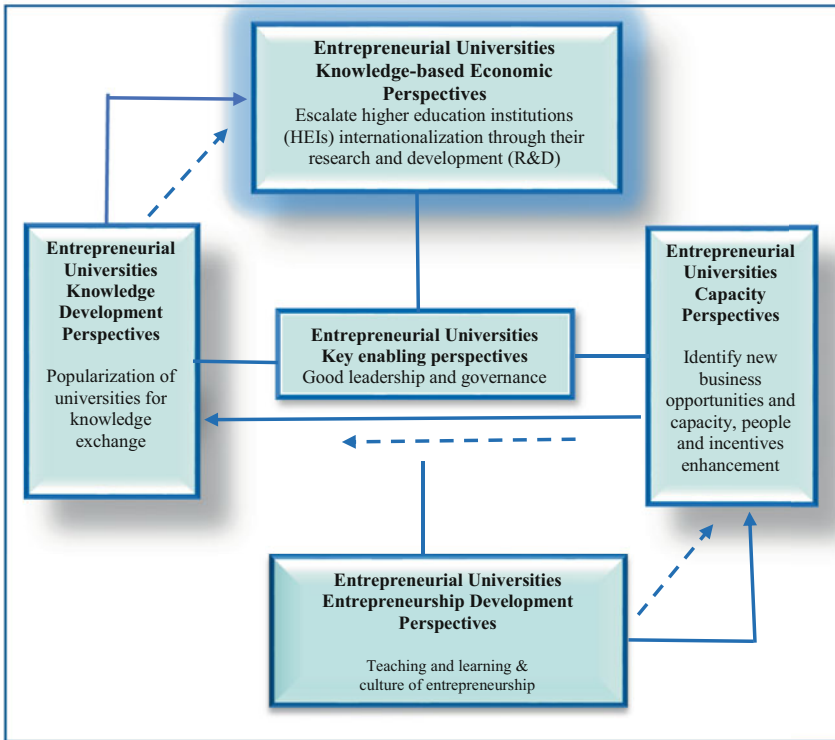 Entrepreneurial Universities
Knowledge-based Economic
Perspectives
Escalate higher education institutions
(HEIs) internationalization through their
research and development (R&D)
Entrepreneurial
Universities
Knowledge
Development
Perspectives
Popularization of
universities for
knowledge
exchange
Entrepreneurial Universities
Key enabling perspectives
Good leadership and governance
Entrepreneurial
Universities
Capacity
Perspectives
Identify new
business
opportunities and
capacity, people
and incentives
enhancement
Entrepreneurial Universities
Entrepreneurship Development
Perspectives
Teaching and learning &
culture of entrepreneurship